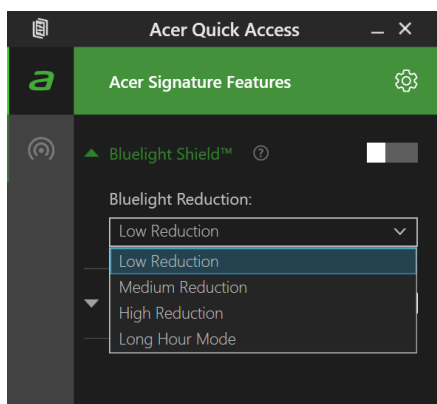 Acer Quick Access
a
Acer Signature Features
Bluelight Shield™ ?
Bluelight Reduction:
Low Reduction
Low Reduction
Medium Reduction
High Reduction
Long Hour Mode